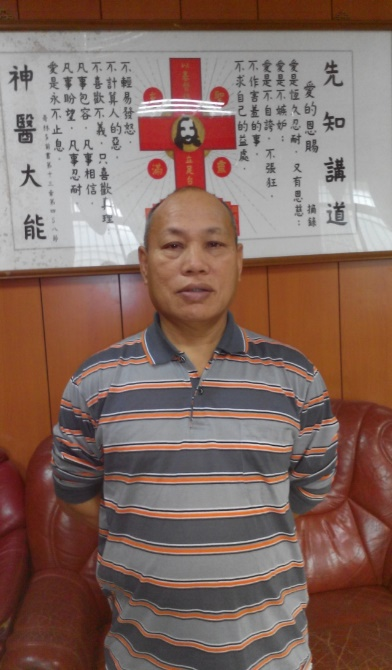 先知講道
愛的恩賜 摘錄
愛是恆久忍耐,又有恩慈;
愛是不嫉妒;
愛是不自誇,不張狂,
不作害羞的事,
不求自己的益處,
不輕易發怒,
不計算人的惡,
不喜歡不義,只喜歡真理
凡事包容,凡事相信,
凡事盼望,凡事忍耐
愛是永不止息
神醫大能